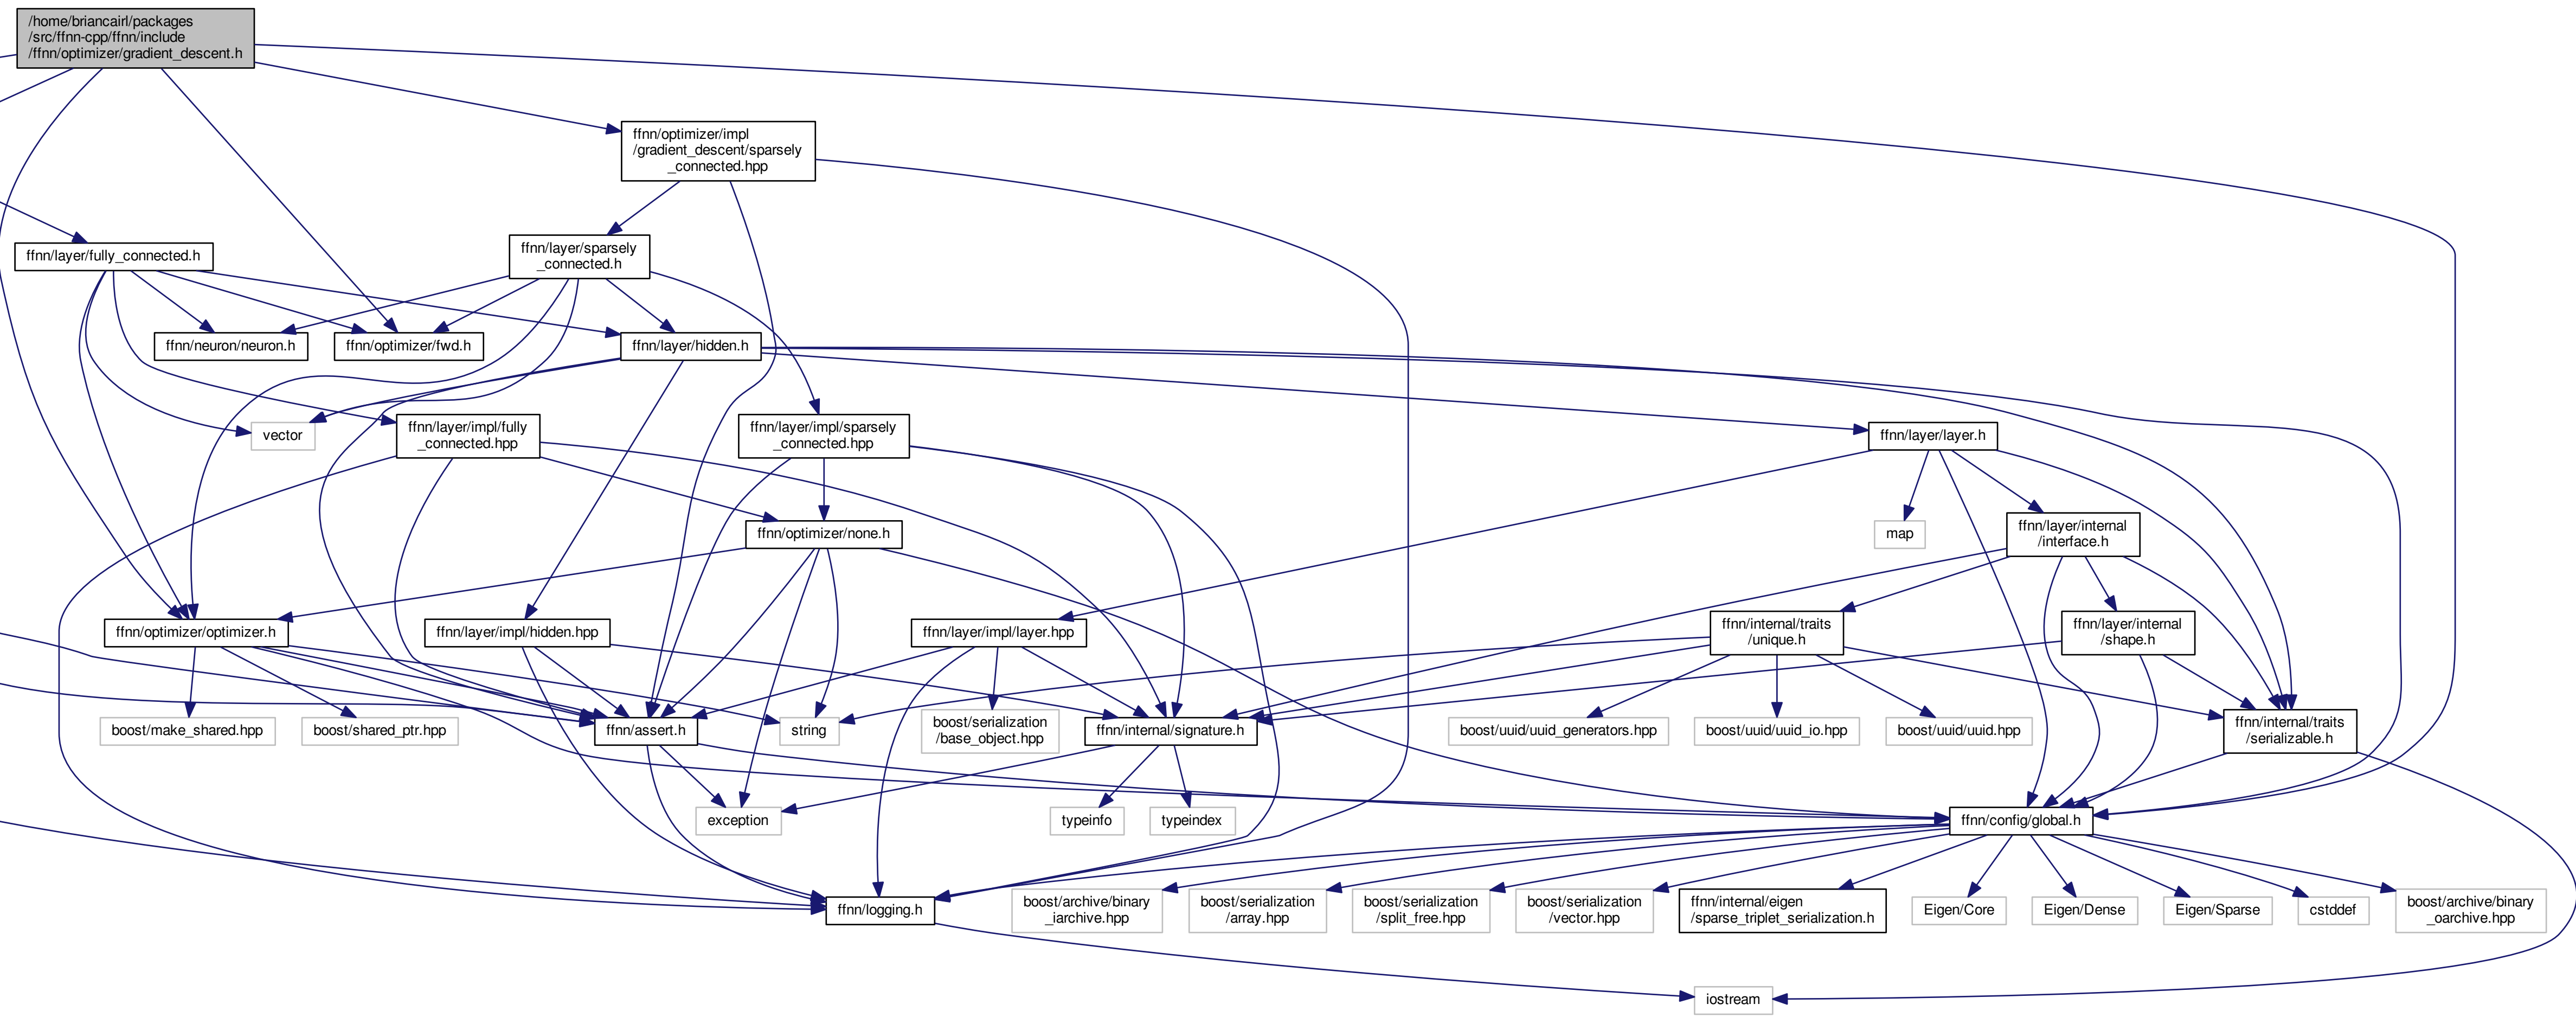 /home/briancairl/packages
/src/ffnn-cpp/ffnn/include
/ffnn/optimizer/gradient_descent.h
ffnn/optimizer/impl
/gradient_descent/sparsely
_connected.hpp
ffnn/layer/fully_connected.h
ffnn/layer/sparsely
_connected.h
ffnn/neuron/neuron.h
ffnn/optimizer/fwd.h
ffnn/layer/hidden.h
vector
ffnn/layer/impl/fully
_connected.hpp
ffnn/layer/impl/sparsely
_connected.hpp
ffnn/layer/layer.h
ffnn/optimizer/none.h
map
ffnn/layer/internal
/interface.h
ffnn/optimizer/optimizer.h
ffnn/layer/impl/hidden.hpp
ffnn/layer/impl/layer.hpp
ffnn/internal/traits
/unique.h
ffnn/layer/internal
/shape.h
boost/make_shared.hpp
boost/shared_ptr.hpp
ffnn/assert.h
string
boost/serialization
/base_object.hpp
ffnn/internal/signature.h
boost/uuid/uuid_generators.hpp
boost/uuid/uuid_io.hpp
boost/uuid/uuid.hpp
ffnn/internal/traits
/serializable.h
exception
typeinfo
typeindex
ffnn/config/global.h
ffnn/logging.h
boost/archive/binary
_iarchive.hpp
boost/serialization
/array.hpp
boost/serialization
/split_free.hpp
boost/serialization
/vector.hpp
ffnn/internal/eigen
/sparse_triplet_serialization.h
Eigen/Core
Eigen/Dense
Eigen/Sparse
cstddef
boost/archive/binary
_oarchive.hpp
iostream